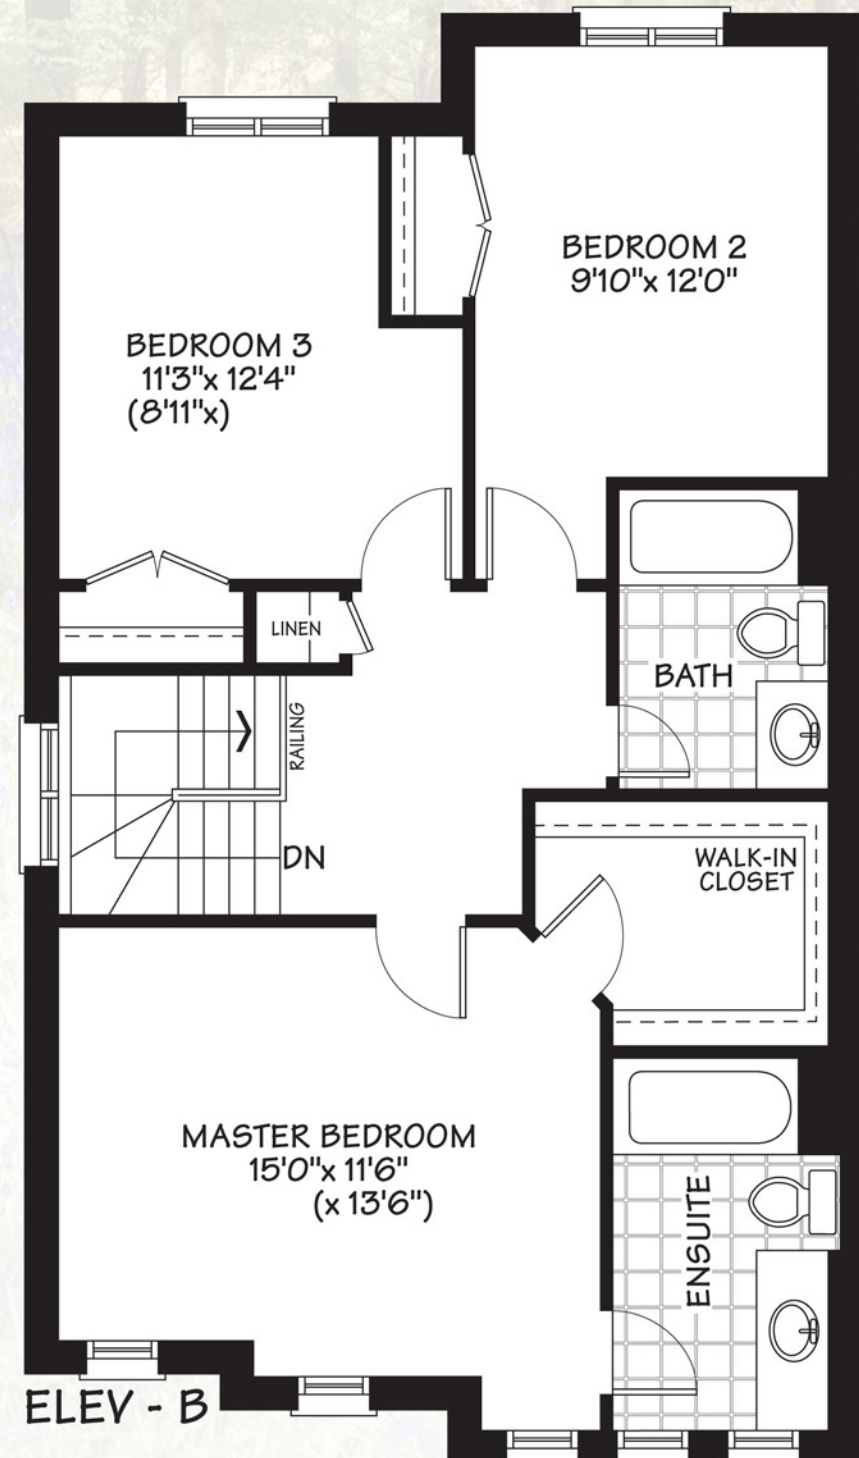 BEDROOM 2
9'10"x 12'0"
BEDROOM 3
11'3"x 12'4"
(8'11"x)
LINEN
BATH
RAILING
DN
WALK-IN
CLOSET
MASTER BEDROOM
15'0"x 11'6"
(x 13'6")
ENSUITE
ELEV - B